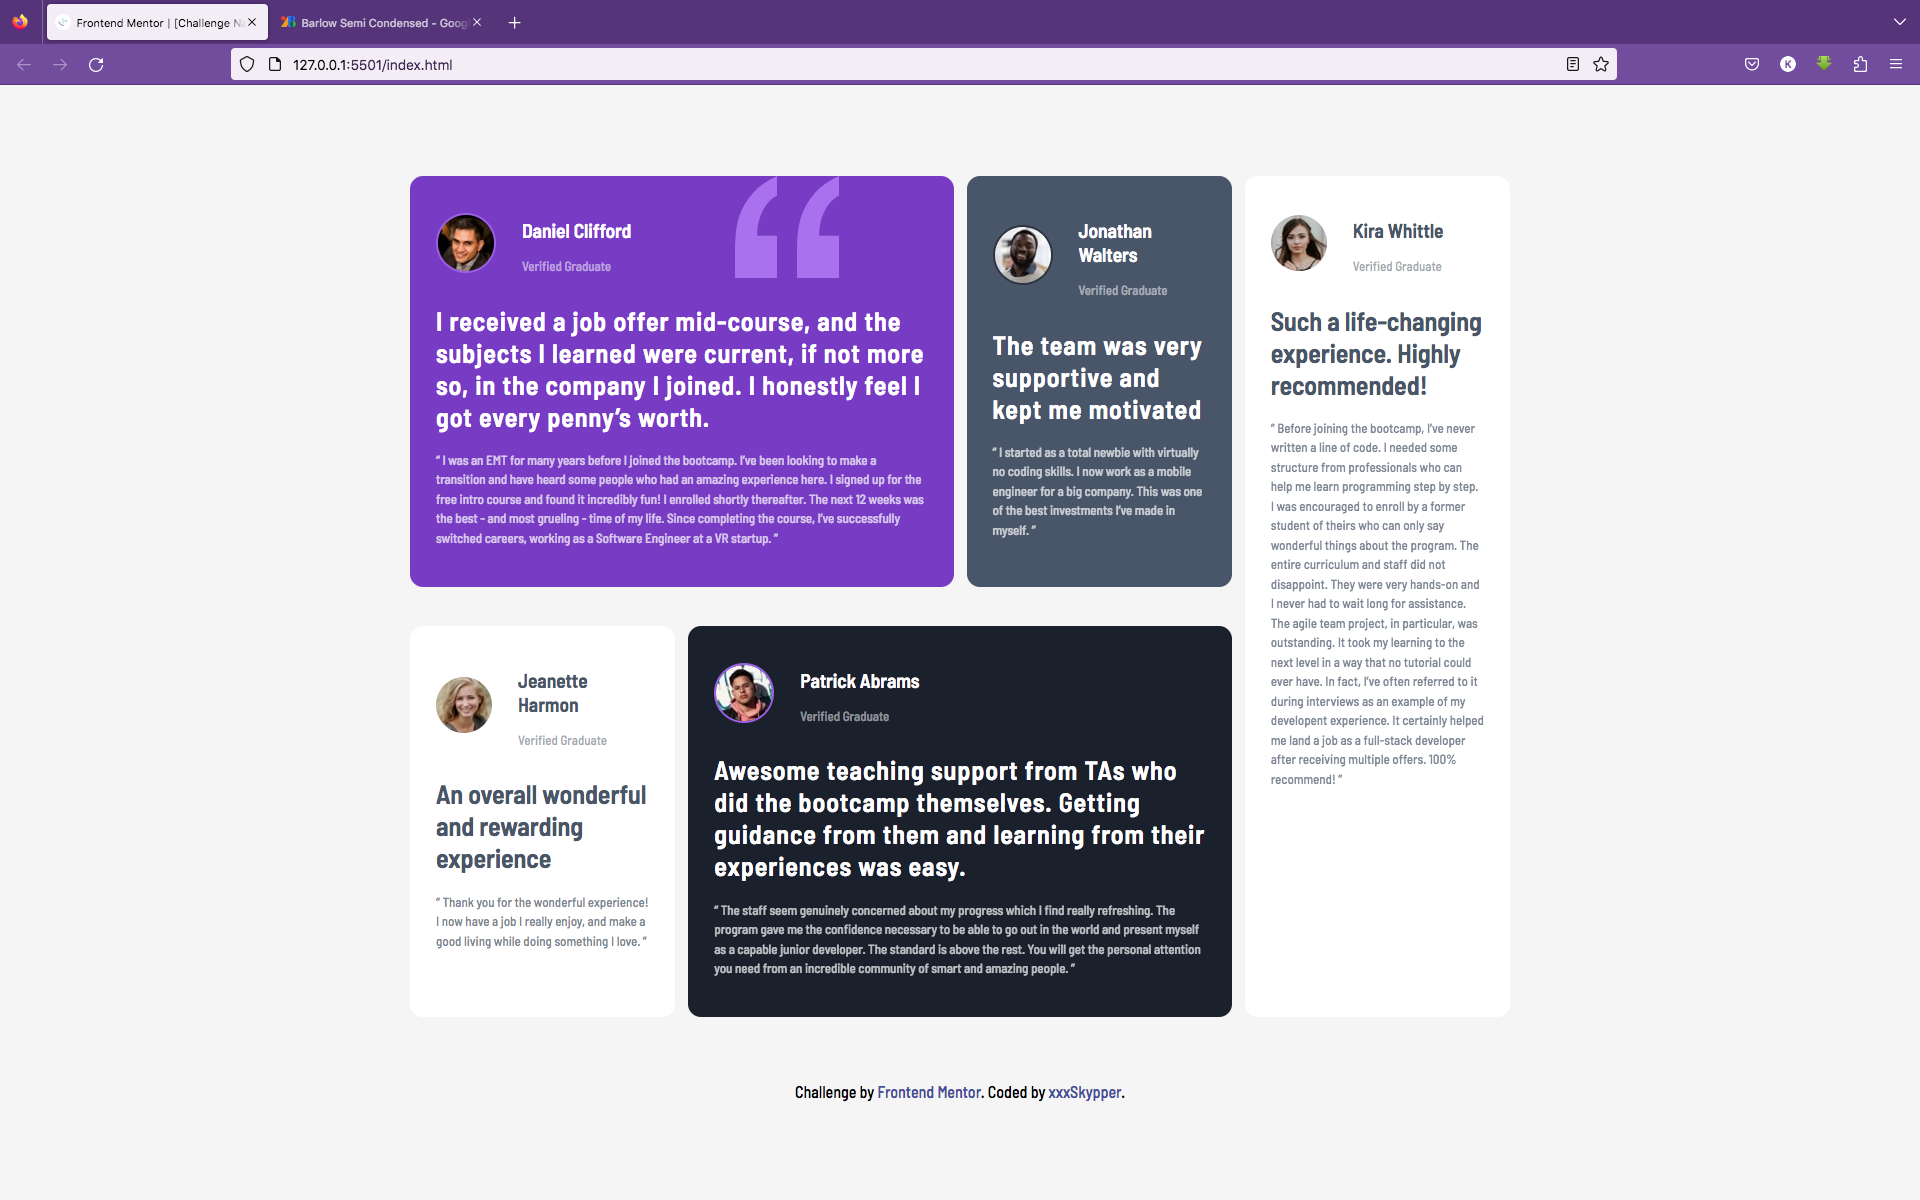 Frontend Mentor | [Challenge N
Barlow Semi Condensed - Goog
127.0.0.1:5501/index.html
K
Daniel Clifford
Verified Graduate
I received a job offer mid-course, and the
subjects I learned were current, if not more
so, in the company I joined. I honestly feel I
got every penny’s worth.
“ I was an EMT for many years before I joined the bootcamp. I’ve been looking to make a
transition and have heard some people who had an amazing experience here. I signed up for the
free intro course and found it incredibly fun! I enrolled shortly thereafter. The next 12 weeks was
the best - and most grueling - time of my life. Since completing the course, I’ve successfully
switched careers, working as a Software Engineer at a VR startup. ”
Jonathan
Walters
Verified Graduate
The team was very
supportive and
kept me motivated
“ I started as a total newbie with virtually
no coding skills. I now work as a mobile
engineer for a big company. This was one
of the best investments I’ve made in
myself. ”
Kira Whittle
Verified Graduate
Such a life-changing
experience. Highly
recommended!
“ Before joining the bootcamp, I’ve never
written a line of code. I needed some
structure from professionals who can
help me learn programming step by step.
I was encouraged to enroll by a former
student of theirs who can only say
wonderful things about the program. The
entire curriculum and staff did not
disappoint. They were very hands-on and
I never had to wait long for assistance.
The agile team project, in particular, was
outstanding. It took my learning to the
next level in a way that no tutorial could
ever have. In fact, I’ve often referred to it
during interviews as an example of my
developent experience. It certainly helped
me land a job as a full-stack developer
after receiving multiple offers. 100%
recommend! ”
Jeanette
Harmon
Verified Graduate
An overall wonderful
and rewarding
experience
“ Thank you for the wonderful experience!
I now have a job I really enjoy, and make a
good living while doing something I love. ”
Patrick Abrams
Verified Graduate
Awesome teaching support from TAs who
did the bootcamp themselves. Getting
guidance from them and learning from their
experiences was easy.
“ The staff seem genuinely concerned about my progress which I find really refreshing. The
program gave me the confidence necessary to be able to go out in the world and present myself
as a capable junior developer. The standard is above the rest. You will get the personal attention
you need from an incredible community of smart and amazing people. ”
Challenge by Frontend Mentor. Coded by xxxSkypper.